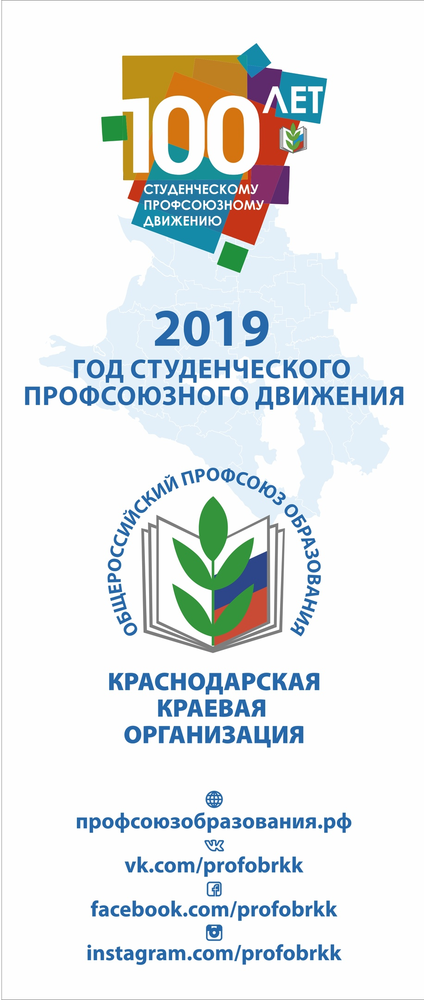 100 ЛЕТ
СТУДЕНЧЕСКОМУ
ПРОФСОЮЗНОМУ
ДВИЖЕНИЮ
2019
ГОД СТУДЕНЧЕСКОГО
ПРОФСОЮЗНОГО ДВИЖЕНИЯ
ОБЩЕРОССИЙСКИЙ ПРОФСОЮЗ ОБРАЗОВАНИЯ
КРАСНОДАРСКАЯ
КРАЕВАЯ
ОРГАНИЗАЦИЯ
профсоюзобразования.рф
vk.com/profobrkk
facebook.com/profobrkk
instagram.com/profobrkk